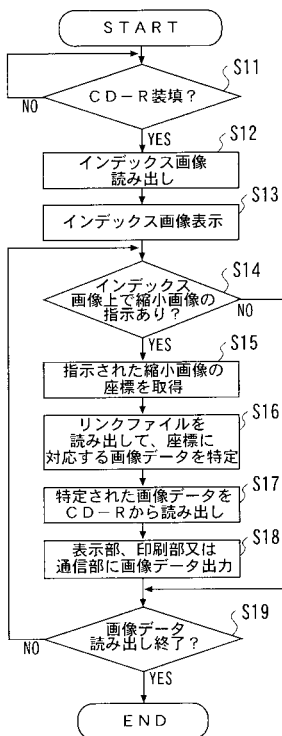 START
S11
CD－R装填？
NO
YES
S12
インデックス画像
読み出し
S13
インデックス画像表示
S14
インデックス
画像上で縮小画像の
指示あり？
NO
YES
S15
指示された縮小画像の
座標を取得
S16
リンクファイルを
読み出して、座標に
対応する画像データを特定
S17
特定された画像データを
CD－Rから読み出し
S18
表示部、印刷部又は
通信部に画像データ出力
S19
画像データ
読み出し終了？
NO
YES
END